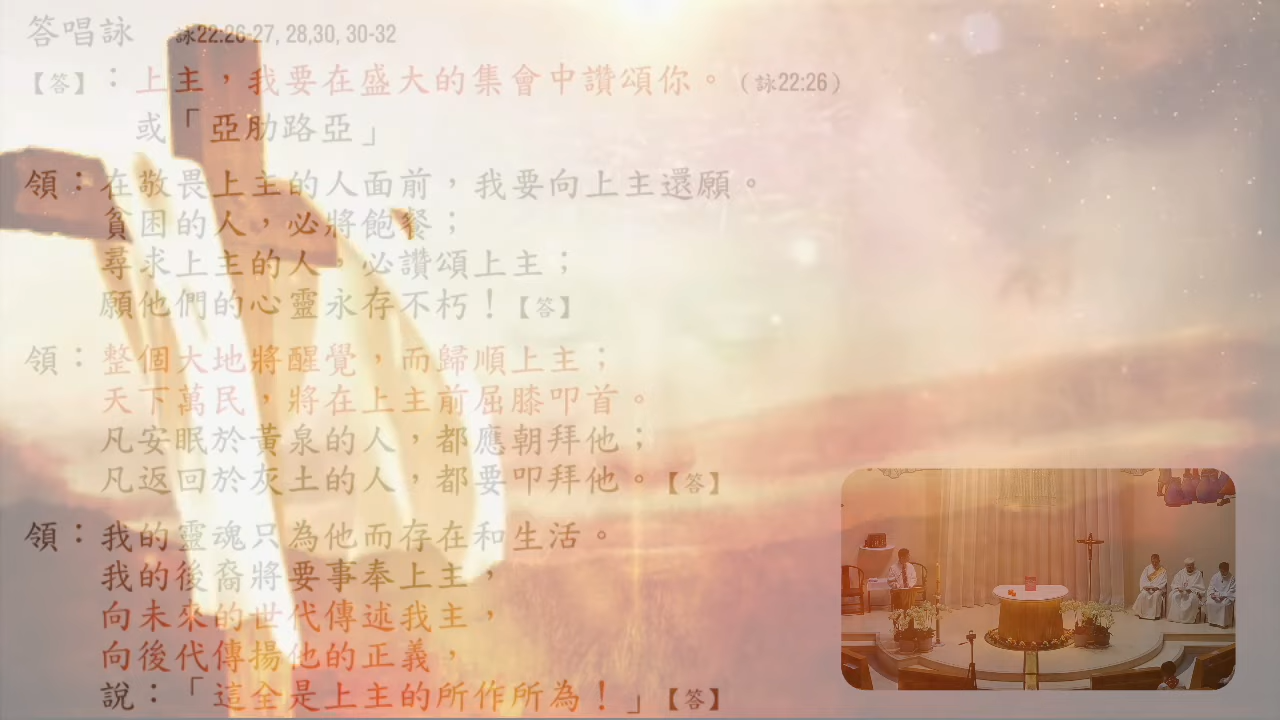 答唱詠 詠22:26-27, 28,30, 30-32
【答】：上主，我要在盛大的集會中讚頌你。（詠22:26）
或「亞肋路亞」
領：在敬畏上主的人面前，我要向上主還願。
貧困的人，必將飽餐；
尋求上主的人，必讚頌上主；
願他們的心靈永存不朽！【答】
領：整個大地將醒覺，而歸順上主；
天下萬民，將在上主前屈膝叩首。
凡安眠於黃泉的人，都應朝拜他；
凡返回於灰土的人，都要叩拜他。【答】
領：我的靈魂只為他而存在和生活。
我的後裔將要事奉上主，
向未來的世代傳述我主，
向後代傳揚他的正義，
說：「這全是上主的所作所為！」【答】